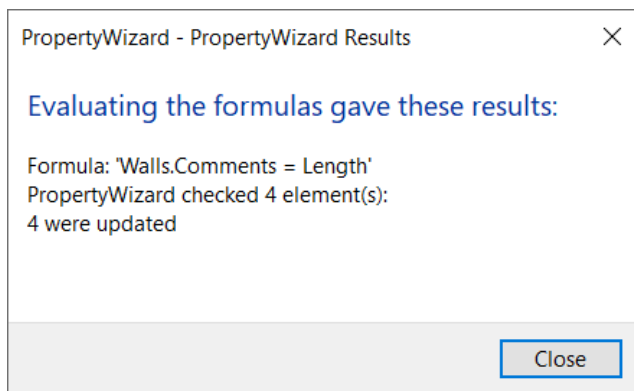 PropertyWizard - PropertyWizard Results
Evaluating the formulas gave these results:
Formula: 'Walls.Comments = Length'
PropertyWizard checked 4 element(s):
4 were updated
Close